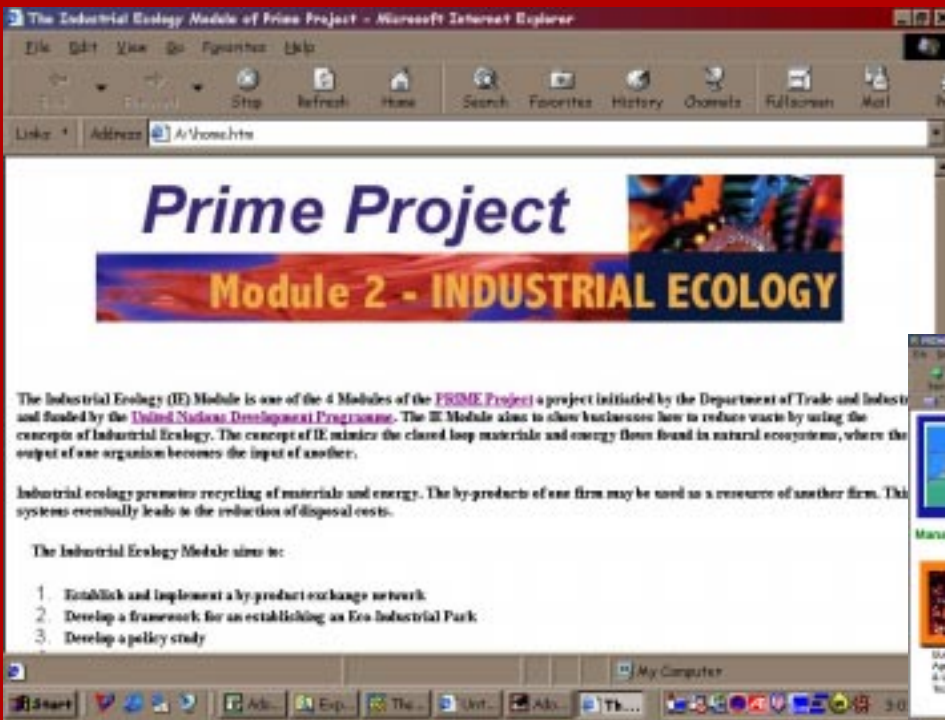 The Industrial Ecology Module of Prime Project - Microsoft Internet Explorer
File Edit View Go Favorites Help
Stop Refresh Home Search Favorites History Channels Fullscreen Mail
Links Address A:\home.htm
Prime Project
Module 2 - INDUSTRIAL ECOLOGY
The Industrial Ecology (IE) Module is one of the 4 Modules of the PRIME Project a project initiatied by the Department of Trade and Industr
and funded by the United Nations Development Programme. The IE Module aims to show businesses how to reduce waste by using the
concepts of Industrial Ecology. The concept of IE mimics the closed loop materials and energy flows found in natural ecosystems, where the
output of one organism becomes the input of another.
Industrial ecology promotes recycling of materials and energy. The by-products of one firm may be used as a resource of another firm. This
systems eventually leads to the reduction of disposal costs.
The Industrial Ecology Module aims to:
1. Establish and implement a by-product exchange network
2. Develop a framework for an establishing an Eco-Industrial Park
3. Develop a policy study
Mana
My Computer
Start Ado... Exp... The... Unt... Ado... Th...